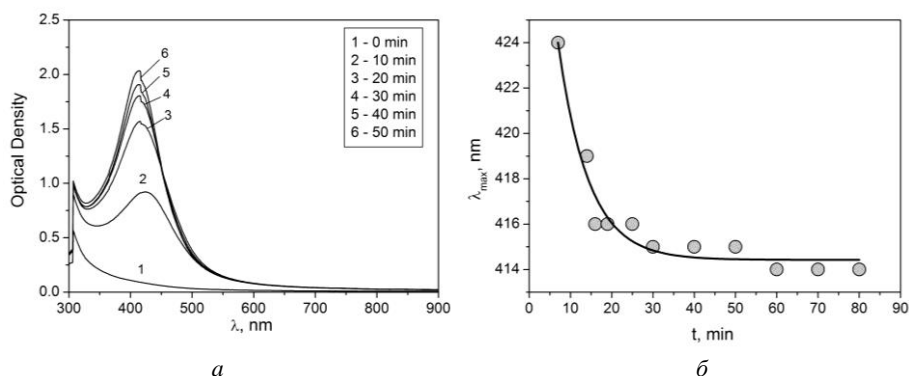 2.5
2.0
1.5
1.0
0.5
0.0
Optical Density
300 400 500 600 700 800 900
λ, nm
1 - 0 min
2 - 10 min
3 - 20 min
4 - 30 min
5 - 40 min
6 - 50 min
6
5
4
3
2
1
а
424
422
420
418
416
414
λmax, nm
0 10 20 30 40 50 60 70 80 90
t, min
б